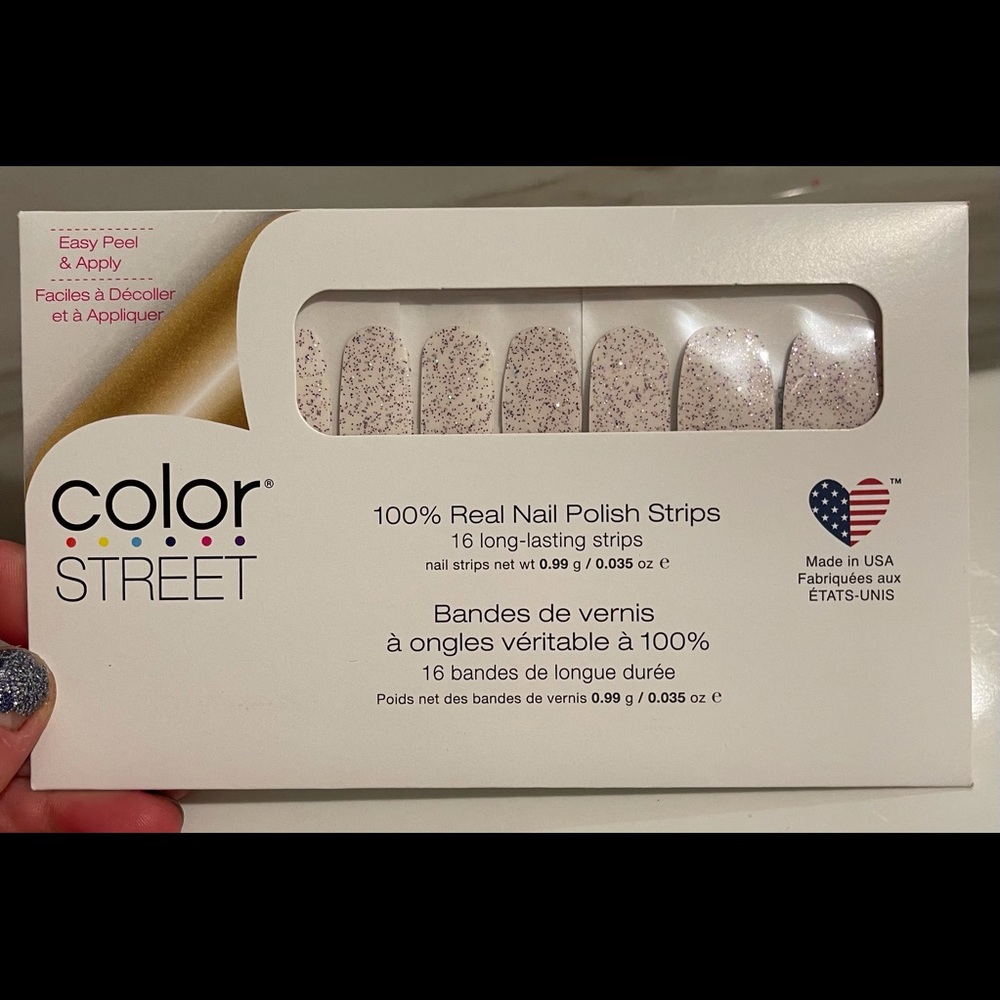 Easy Peel
& Apply
Faciles à Décoller
et à Appliquer
color®
STREET
100% Real Nail Polish Strips
16 long-lasting strips
nail strips net wt 0.99 g / 0.035 oz ℮
Bandes de vernis
à ongles véritable à 100%
16 bandes de longue durée
Poids net des bandes de vernis 0.99 g / 0.035 oz ℮
TM
Made in USA
Fabriquées aux
ÉTATS-UNIS